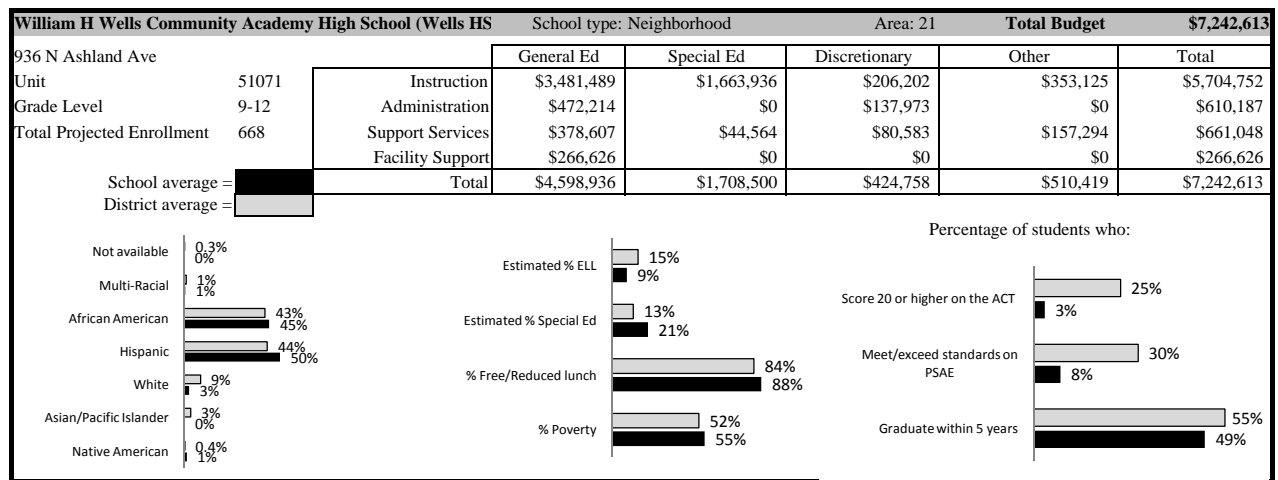 William H Wells Community Academy High School (Wells HS School type: Neighborhood Area: 21 Total Budget $7,242,613
936 N Ashland Ave General Ed Special Ed Discretionary Other Total
Unit 51071 Instruction $3,481,489 $1,663,936 $206,202 $353,125 $5,704,752
Grade Level 9-12 Administration $472,214 $0 $137,973 $0 $610,187
Total Projected Enrollment 668 Support Services $378,607 $44,564 $80,583 $157,294 $661,048
Facility Support $266,626 $0 $0 $0 $266,626
School average = Total $4,598,936 $1,708,500 $424,758 $510,419 $7,242,613
District average =
Not available 0.3% 0%
Multi-Racial 1% 1%
African American 43% 45%
Hispanic 44% 50%
White 9% 3%
Asian/Pacific Islander 3% 0%
Native American 0.4% 1%
Estimated % ELL 15% 9%
Estimated % Special Ed 13% 21%
% Free/Reduced lunch 84% 88%
% Poverty 52% 55%
Percentage of students who:
Score 20 or higher on the ACT 25% 3%
Meet/exceed standards on PSAE 30% 8%
Graduate within 5 years 55% 49%